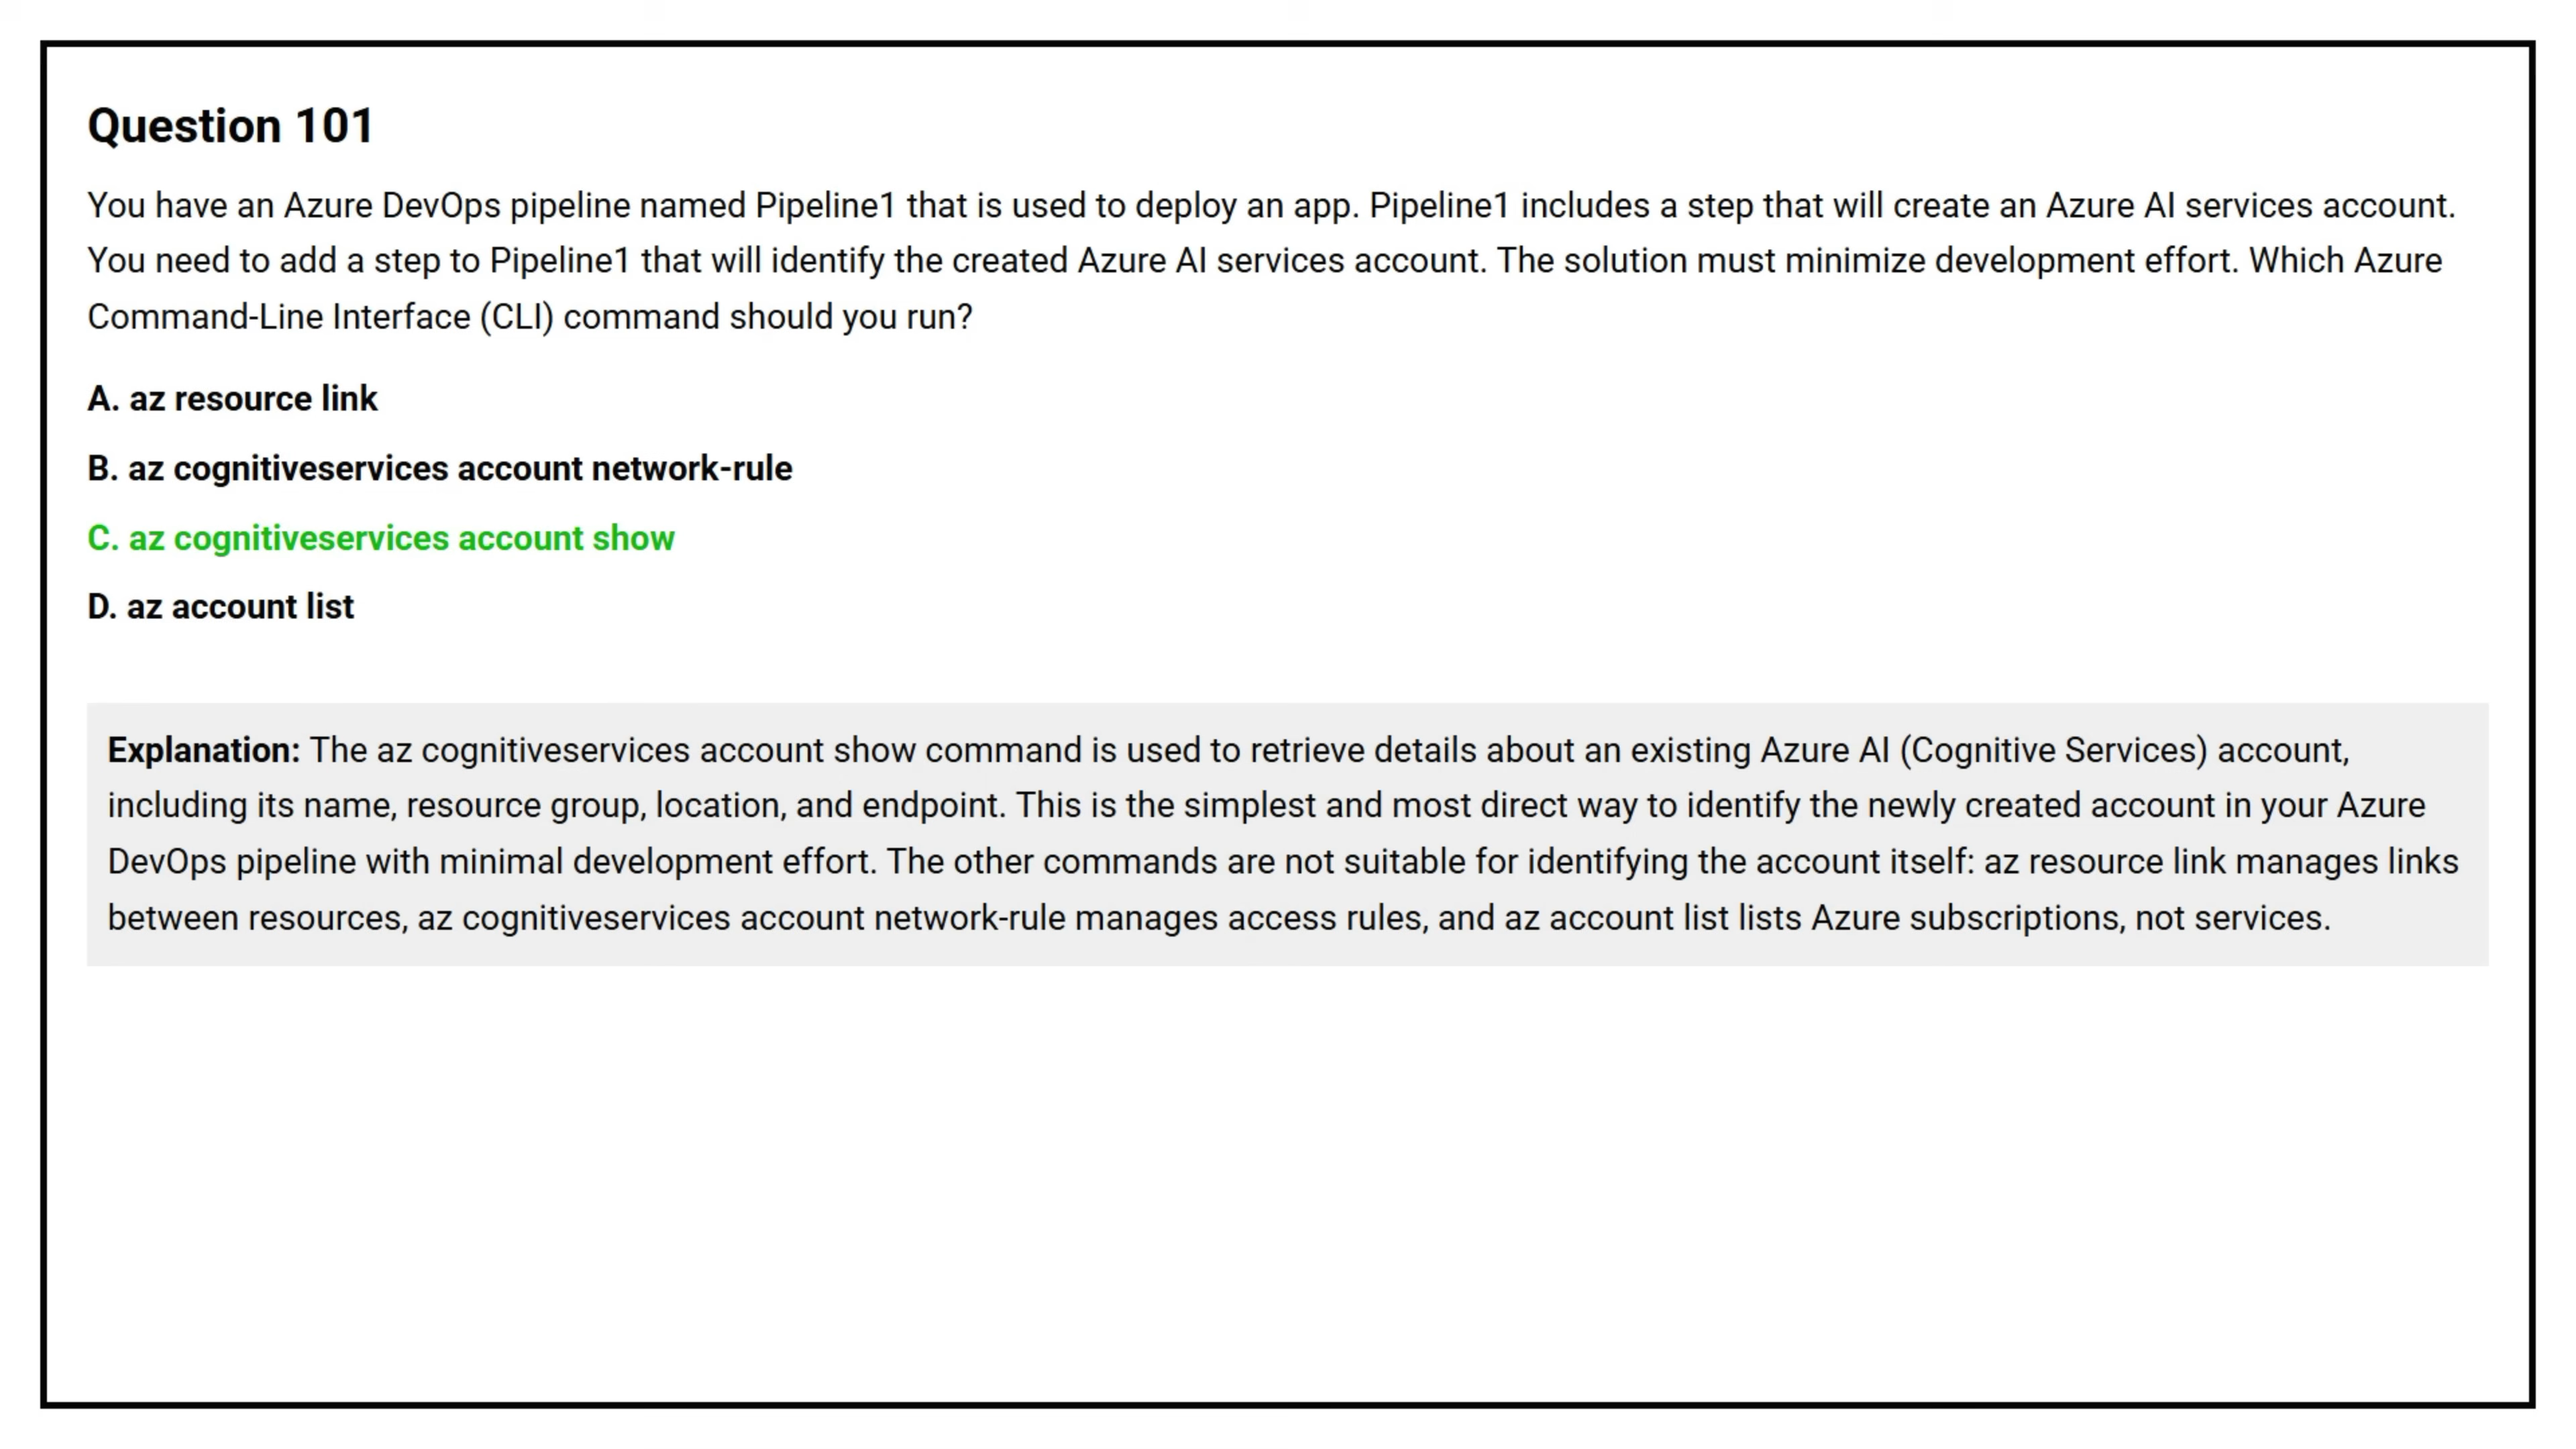 Question 101
You have an Azure DevOps pipeline named Pipeline1 that is used to deploy an app. Pipeline1 includes a step that will create an Azure AI services account.
You need to add a step to Pipeline1 that will identify the created Azure AI services account. The solution must minimize development effort. Which Azure
Command-Line Interface (CLI) command should you run?
A. az resource link
B. az cognitiveservices account network-rule
C. az cognitiveservices account show
D. az account list
Explanation: The az cognitiveservices account show command is used to retrieve details about an existing Azure AI (Cognitive Services) account,
including its name, resource group, location, and endpoint. This is the simplest and most direct way to identify the newly created account in your Azure
DevOps pipeline with minimal development effort. The other commands are not suitable for identifying the account itself: az resource link manages links
between resources, az cognitiveservices account network-rule manages access rules, and az account list lists Azure subscriptions, not services.